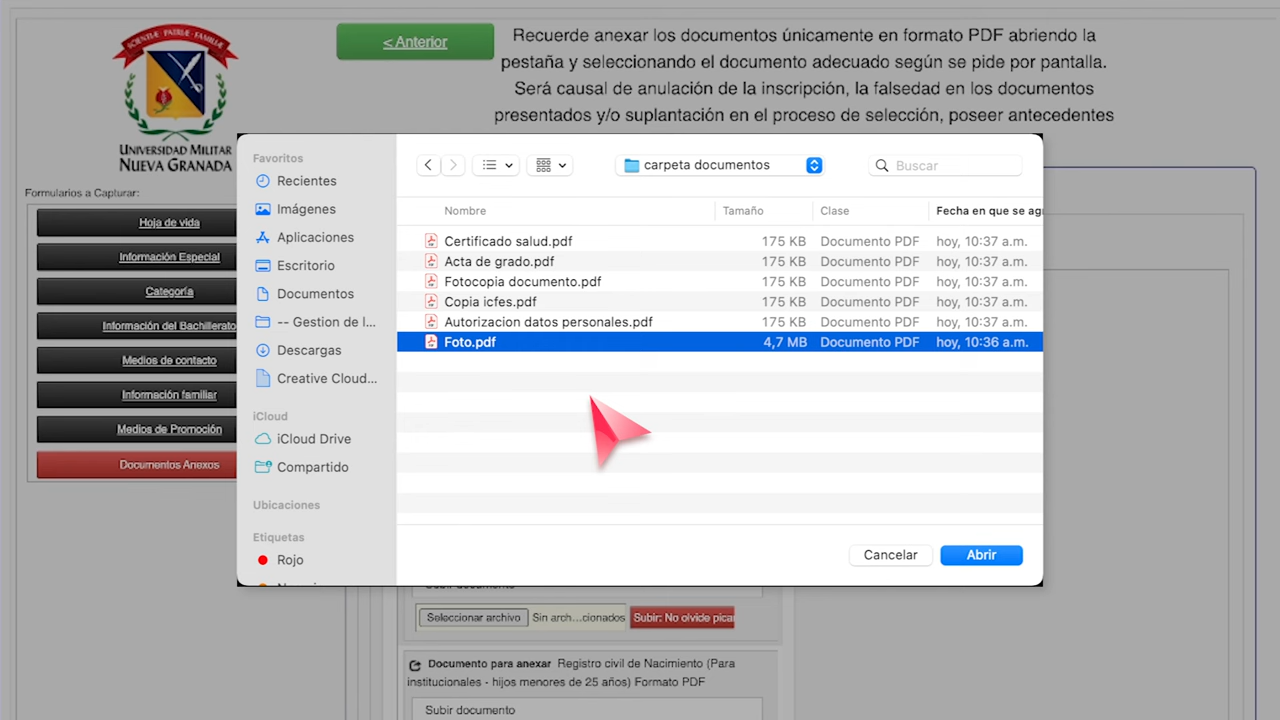 SCIENTIÆ PATRIÆ FAMILIÆ
UNIVERSIDAD MILITAR
NUEVA GRANADA
< Anterior
Recuerde anexar los documentos únicamente en formato PDF abriendo la
pestaña y seleccionando el documento adecuado según se pide por pantalla.
Será causal de anulación de la inscripción, la falsedad en los documentos
presentados y/o suplantación en el proceso de selección, poseer antecedentes
Formularios a Capturar:
Hoja de vida
Información Especial
Categoría
Información del Bachillerato
Medios de contacto
Información familiar
Medios de Promoción
Documentos Anexos
Favoritos
Recientes
Imágenes
Aplicaciones
Escritorio
Documentos
-- Gestion de l...
Descargas
Creative Cloud...
iCloud
iCloud Drive
Compartido
Ubicaciones
Etiquetas
Rojo
carpeta documentos
Buscar
Nombre Tamaño Clase Fecha en que se ag
Certificado salud.pdf 175 KB Documento PDF hoy, 10:37 a.m.
Acta de grado.pdf 175 KB Documento PDF hoy, 10:37 a.m.
Fotocopia documento.pdf 175 KB Documento PDF hoy, 10:37 a.m.
Copia icfes.pdf 175 KB Documento PDF hoy, 10:37 a.m.
Autorizacion datos personales.pdf 175 KB Documento PDF hoy, 10:37 a.m.
Foto.pdf 4,7 MB Documento PDF hoy, 10:36 a.m.
Cancelar Abrir
Subir documento
Seleccionar archivo Sin arch...cionados Subir: No olvide picar
Documento para anexar Registro civil de Nacimiento (Para
institucionales - hijos menores de 25 años) Formato PDF
Subir documento